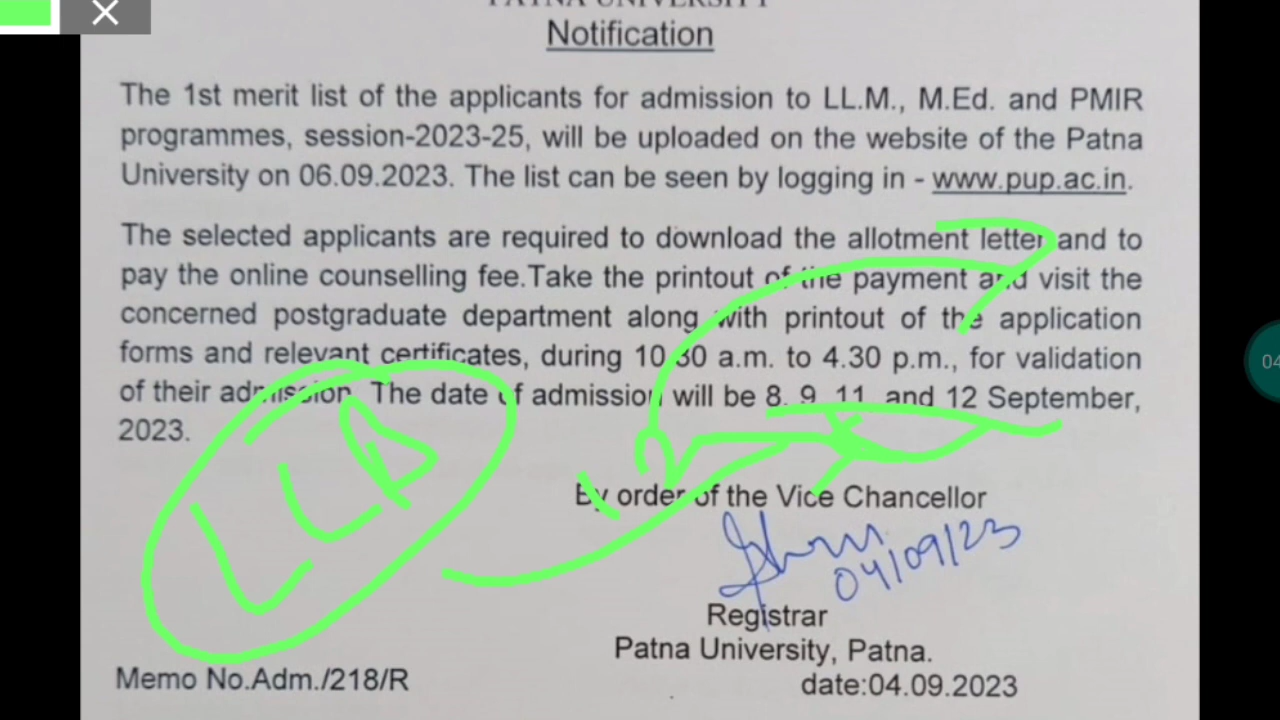 PATNA UNIVERSITY
Notification
The 1st merit list of the applicants for admission to LL.M., M.Ed. and PMIR
programmes, session-2023-25, will be uploaded on the website of the Patna
University on 06.09.2023. The list can be seen by logging in - www.pup.ac.in.
The selected applicants are required to download the allotment letter and to
pay the online counselling fee.Take the printout of the payment and visit the
concerned postgraduate department along with printout of the application
forms and relevant certificates, during 10.30 a.m. to 4.30 p.m., for validation
of their admission. The date of admission will be 8, 9, 11, and 12 September,
2023.
LLB
By order of the Vice Chancellor
04/09/23
Registrar
Patna University, Patna.
Memo No.Adm./218/R
date:04.09.2023
04